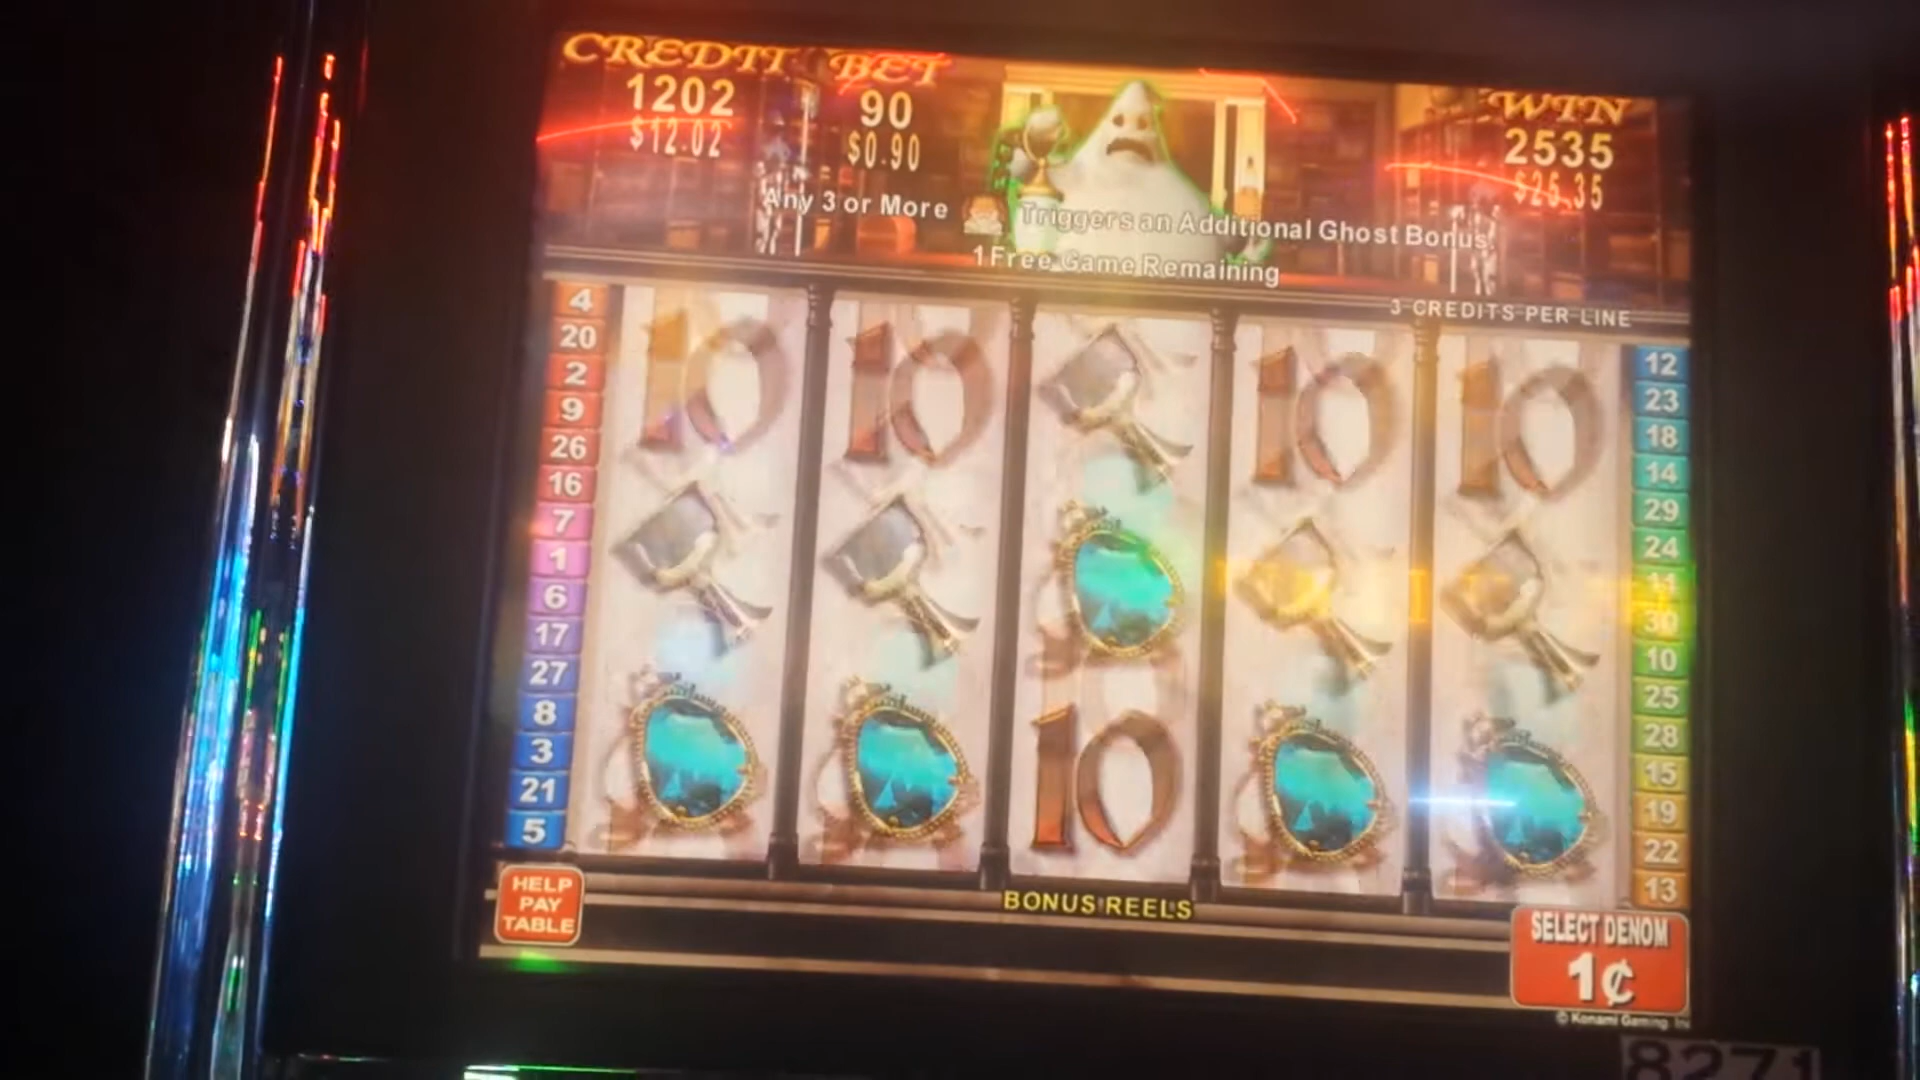 CREDIT BET WIN
1202 90 2535
$12.02 $0.90 $25.35
Any 3 or More Triggers an Additional Ghost Bonus.
1 Free Game Remaining
3 CREDITS PER LINE
4
20
2
9
26
16
7
1
6
17
27
8
3
21
5
10 10 10 10
10
12
23
18
14
29
24
11
30
10
25
28
15
19
22
13
HELP
PAY
TABLE
BONUS REELS
SELECT DENOM
1¢
© Konami Gaming, In
8271